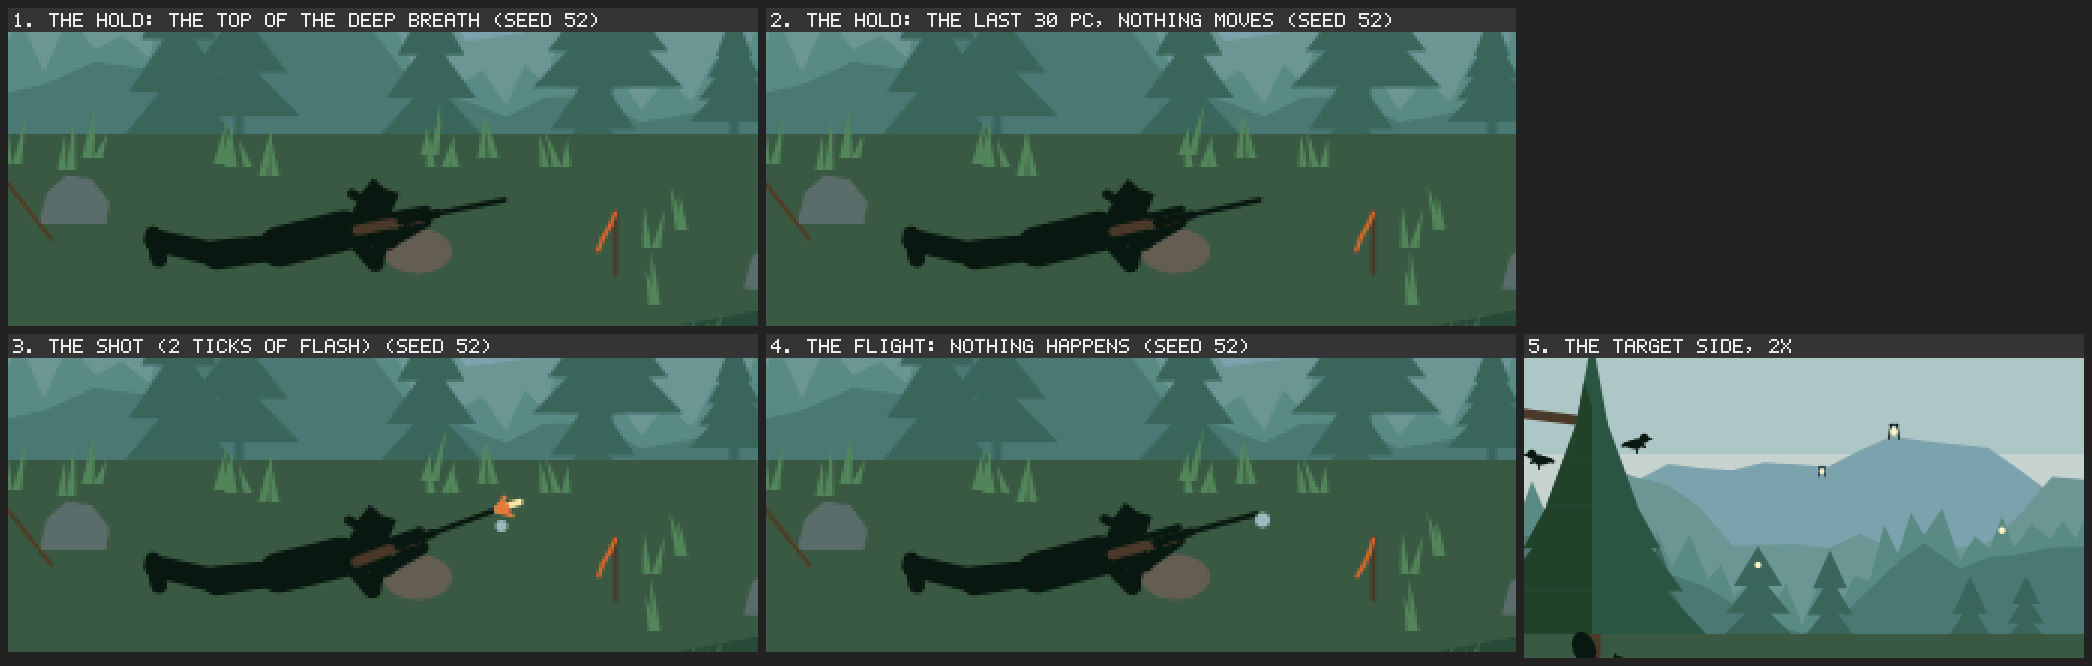 1. THE HOLD: THE TOP OF THE DEEP BREATH (SEED 52)
2. THE HOLD: THE LAST 30 PC, NOTHING MOVES (SEED 52)
3. THE SHOT (2 TICKS OF FLASH) (SEED 52)
4. THE FLIGHT: NOTHING HAPPENS (SEED 52)
5. THE TARGET SIDE, 2X